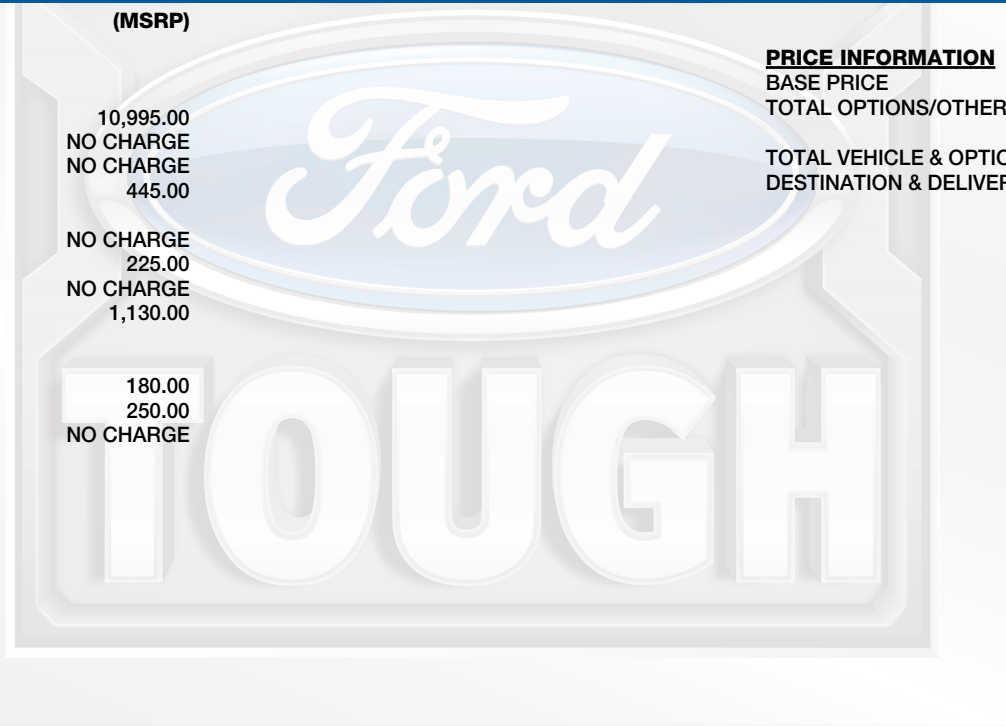 (MSRP)
10,995.00
NO CHARGE
NO CHARGE
445.00
NO CHARGE
225.00
NO CHARGE
1,130.00
180.00
250.00
NO CHARGE
PRICE INFORMATION
BASE PRICE
TOTAL OPTIONS/OTHER
TOTAL VEHICLE & OPTIO
DESTINATION & DELIVER
Ford
TOUGH